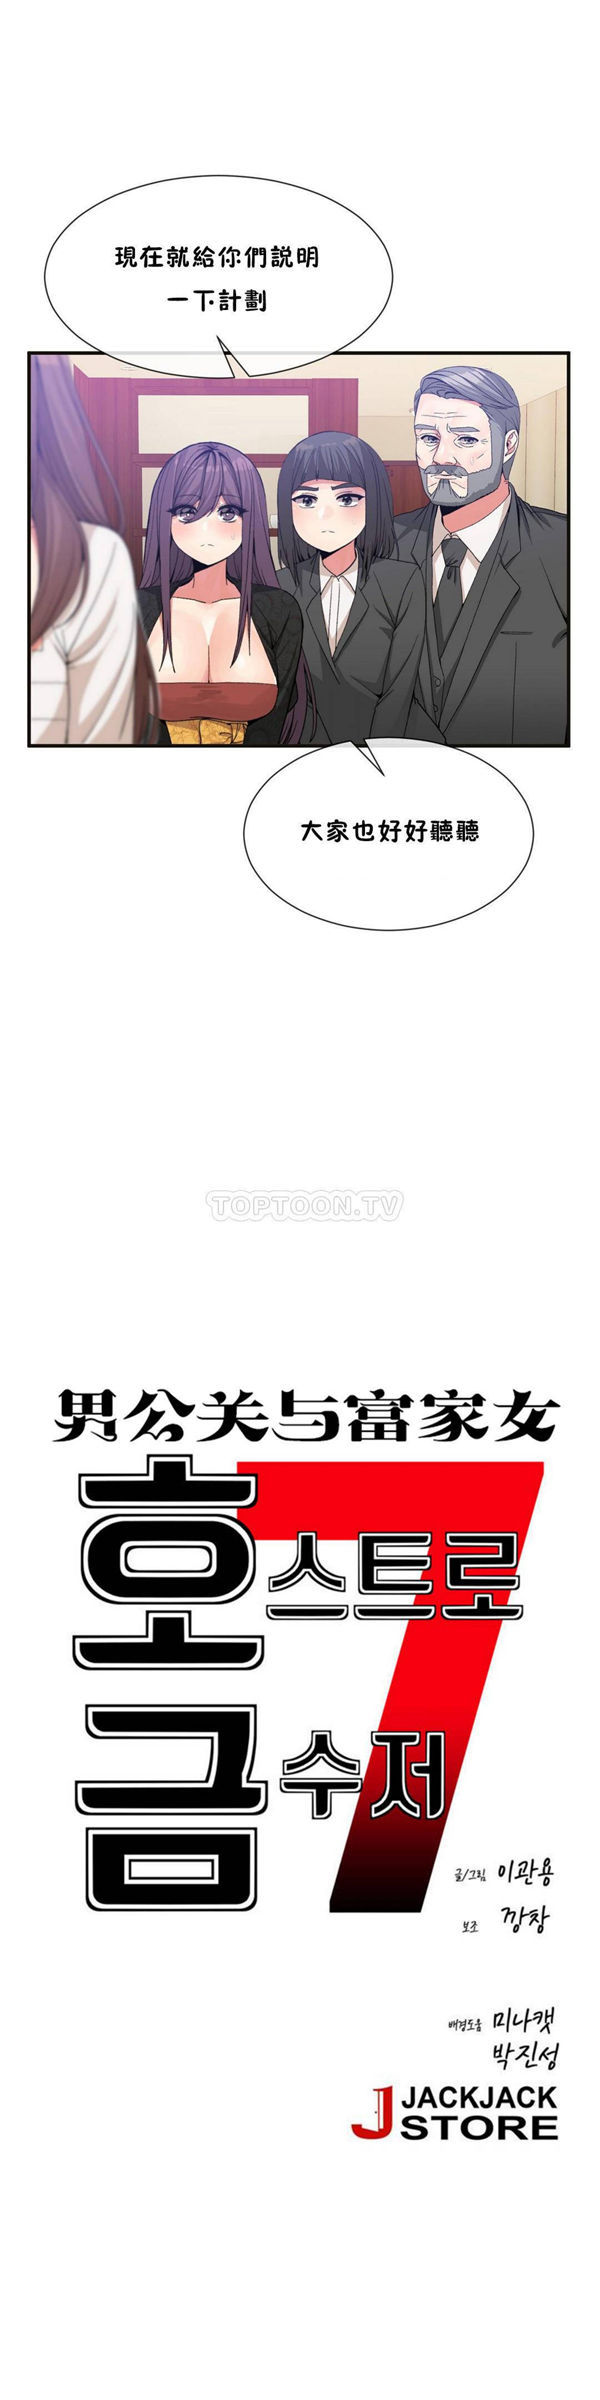 現在就給你們説明
一下計劃
大家也好好聽聽
TOPTOON.TV
男公关与富家女
호스트로
금수저
7
글/그림 이관용
보조 깡창
배경도움 미나캣
박진성
J JACKJACK
STORE